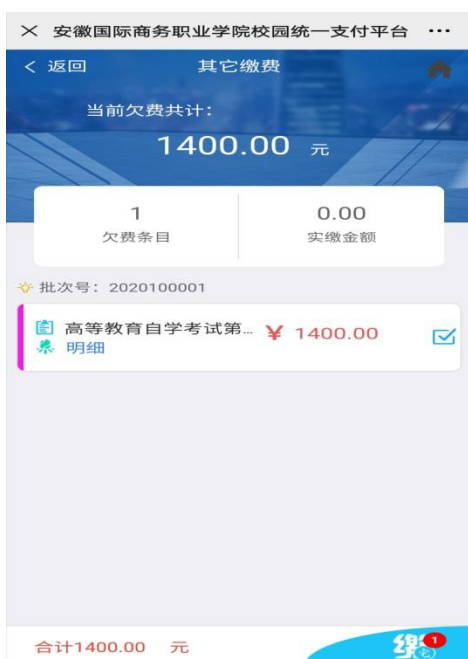 安徽国际商务职业学院校园统一支付平台
返回 其它缴费
当前欠费共计：
1400.00 元
1 0.00
欠费条目 实缴金额
批次号：2020100001
高等教育自学考试第... ￥ 1400.00
明细
合计1400.00 元 1